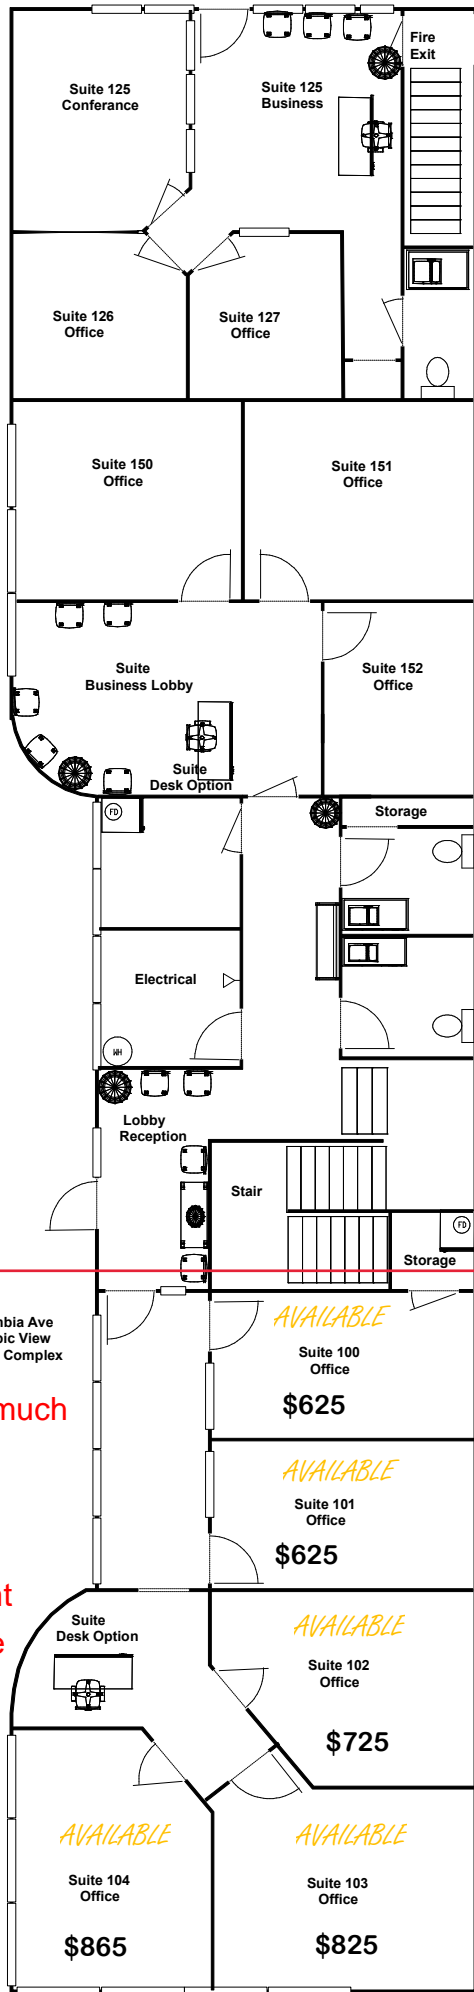 Fire
Exit
Suite 125
Conferance
Suite 125
Business
Suite 126
Office
Suite 127
Office
Suite 150
Office
Suite 151
Office
Suite
Business Lobby
Suite 152
Office
Suite
Desk Option
FD
Storage
Electrical
WH
Lobby
Reception
Stair
FD
Storage
AVAILABLE
Suite 100
Office
$625
View
Complex
much
AVAILABLE
Suite 101
Office
$625
Suite
Desk Option
AVAILABLE
Suite 102
Office
$725
AVAILABLE
Suite 104
Office
$865
AVAILABLE
Suite 103
Office
$825